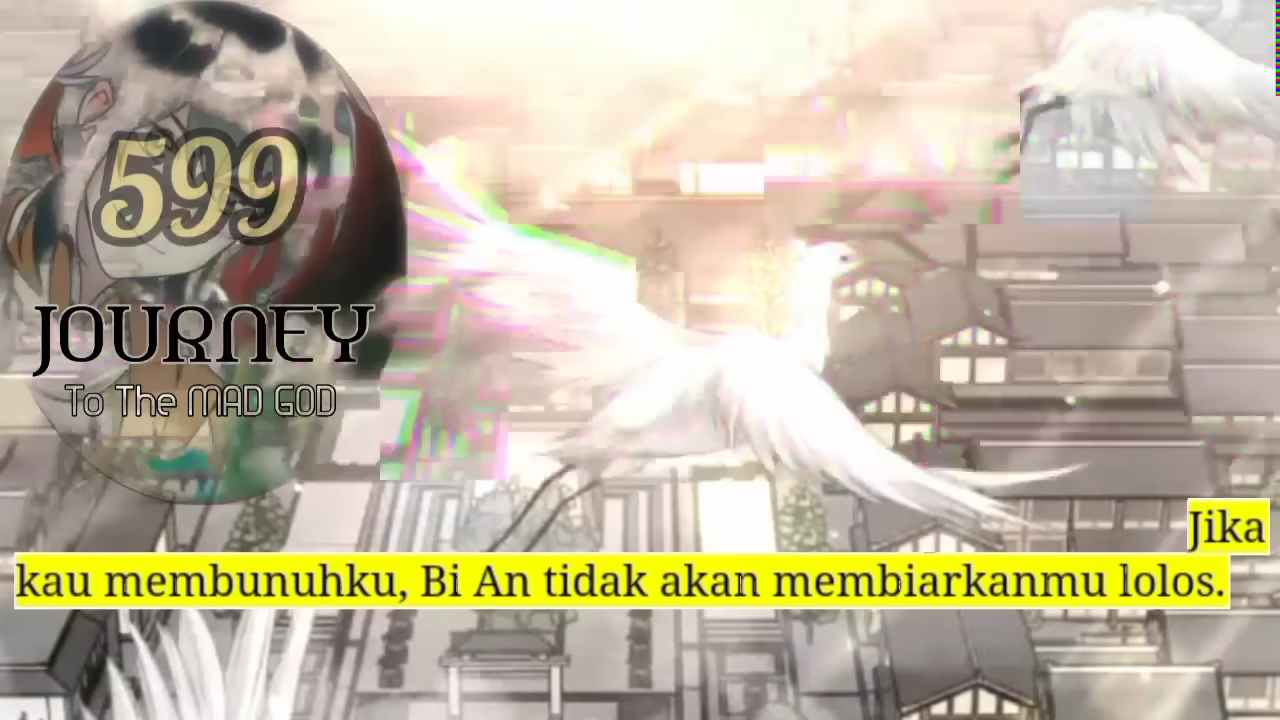 599
JOURNEY
To The MAD GOD
Jika
kau membunuhku, Bi An tidak akan membiarkanmu lolos.